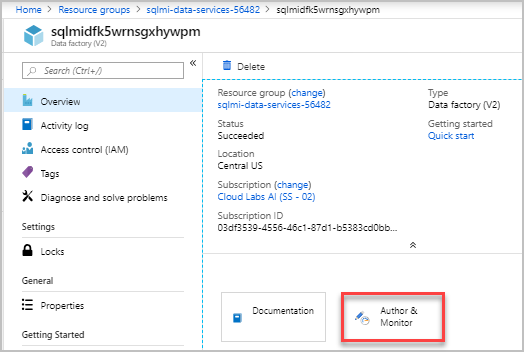 Home > Resource groups > sqlmi-data-services-56482 > sqlmidfk5wrnsgxhywpm
sqlmidfk5wrnsgxhywpm
Data factory (V2)
Search (Ctrl+/)
«
Overview
Activity log
Access control (IAM)
Tags
Diagnose and solve problems
Settings
Locks
General
Properties
Getting Started
Delete
Resource group (change)
sqlmi-data-services-56482
Status
Succeeded
Location
Central US
Subscription (change)
Cloud Labs AI (SS - 02)
Subscription ID
03df3539-4556-46c1-87d1-b5383cd0bb...
Type
Data factory (V2)
Getting started
Quick start
Documentation
Author &
Monitor